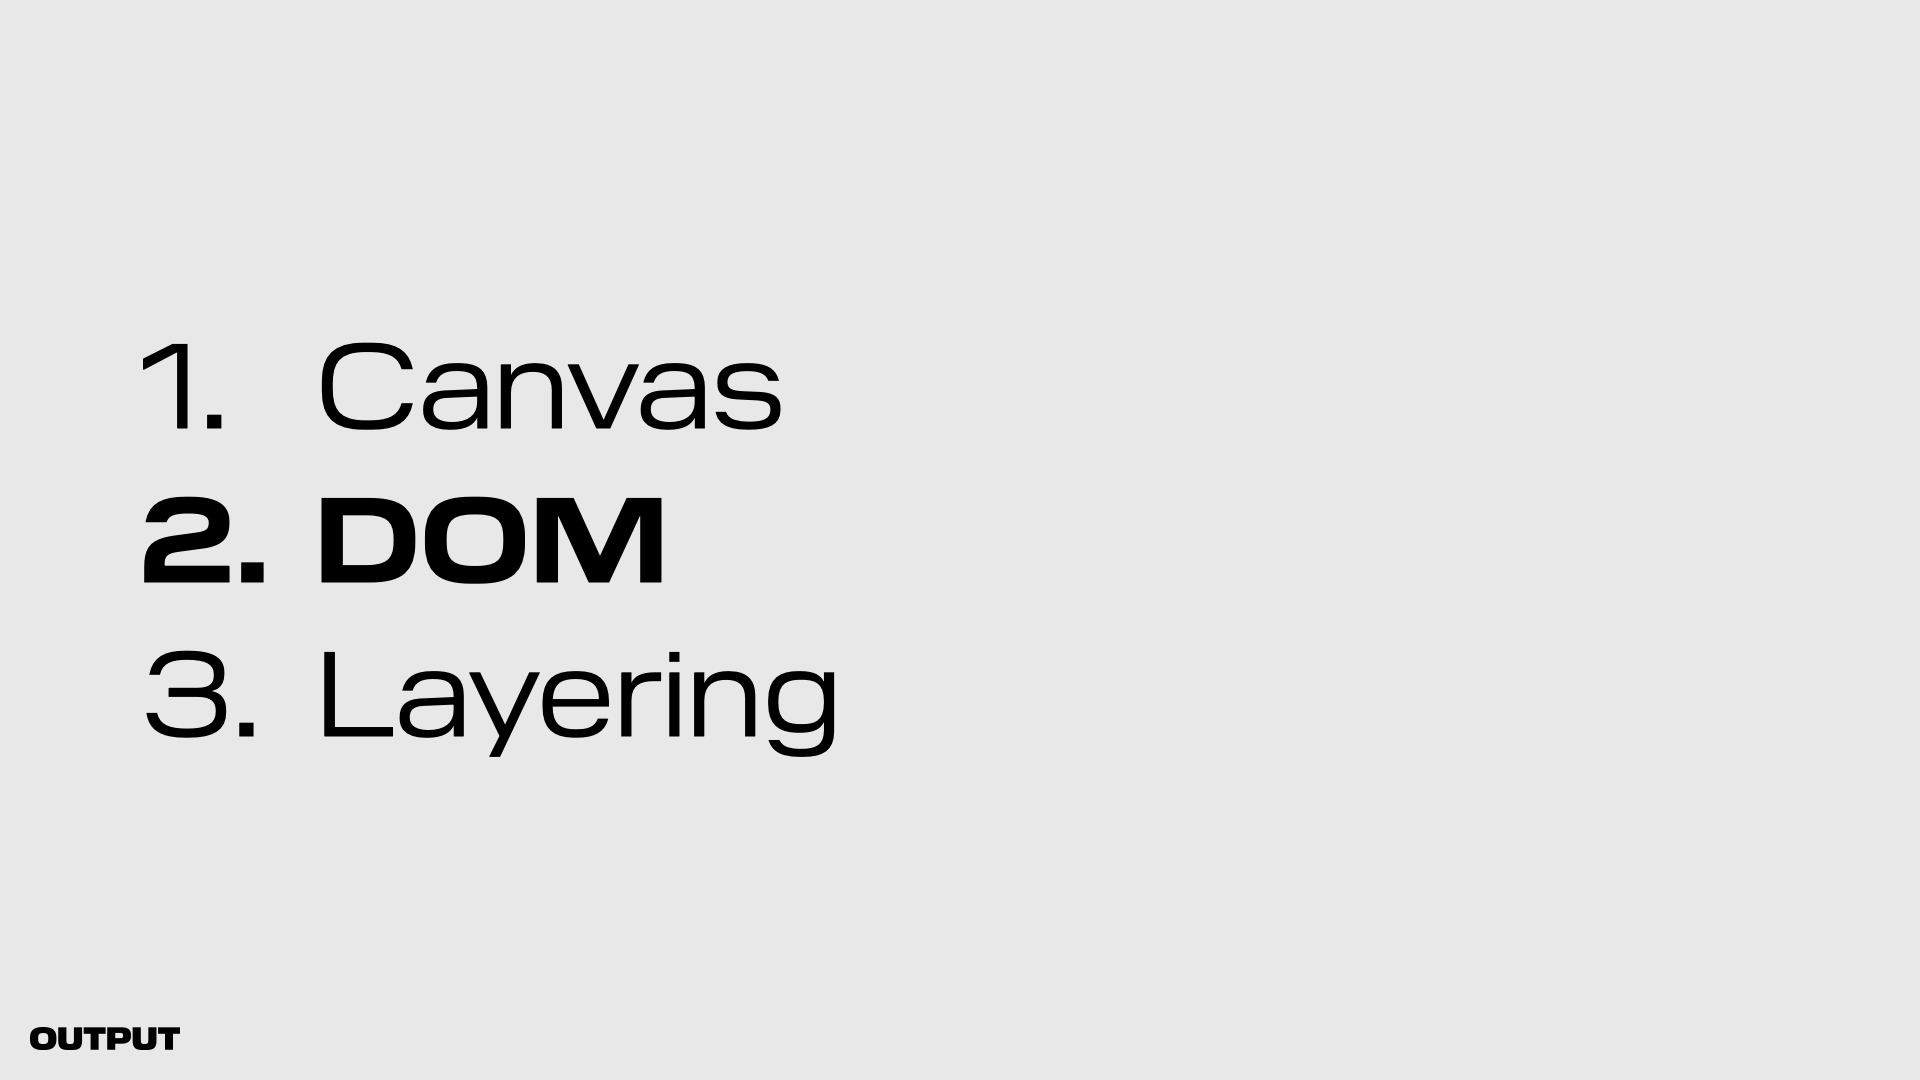 1. Canvas
2. DOM
3. Layering
OUTPUT